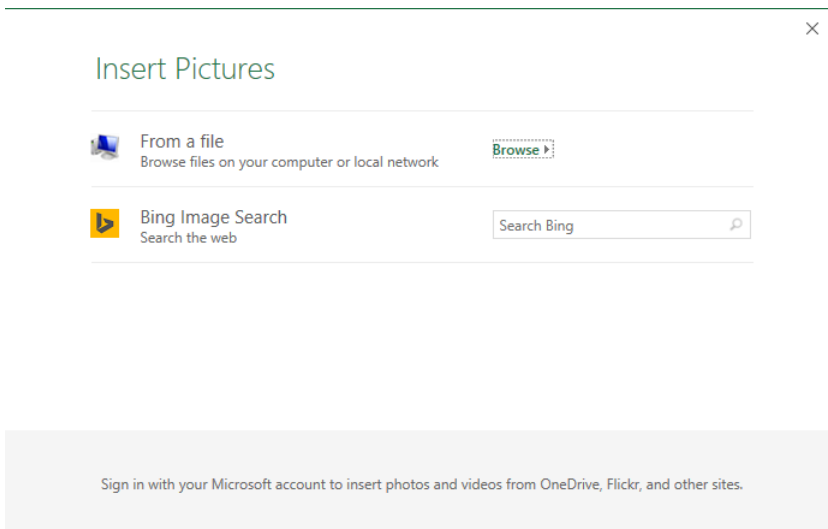 Insert Pictures
From a file
Browse files on your computer or local network
Browse
Bing Image Search
Search the web
Search Bing
Sign in with your Microsoft account to insert photos and videos from OneDrive, Flickr, and other sites.